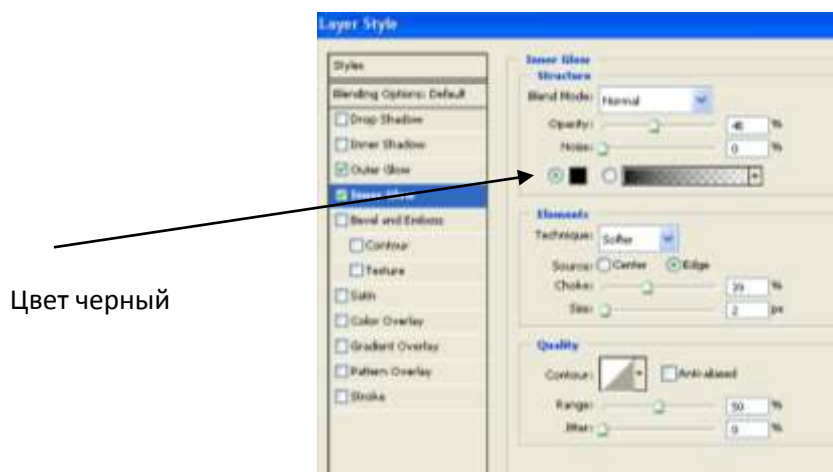 Layer Style
Styles
Blending Options: Default
Drop Shadow
Inner Shadow
Outer Glow
Inner Glow
Bevel and Emboss
Contour
Texture
Satin
Color Overlay
Gradient Overlay
Pattern Overlay
Stroke
Inner Glow
Structure
Blend Mode: Normal
Opacity: %
Noise: 0 %
Elements
Technique: Softer
Source: Center Edge
Choke: %
Size: 2 px
Quality
Contour: Anti-aliased
Range: 50 %
Jitter: 0 %
Цвет черный